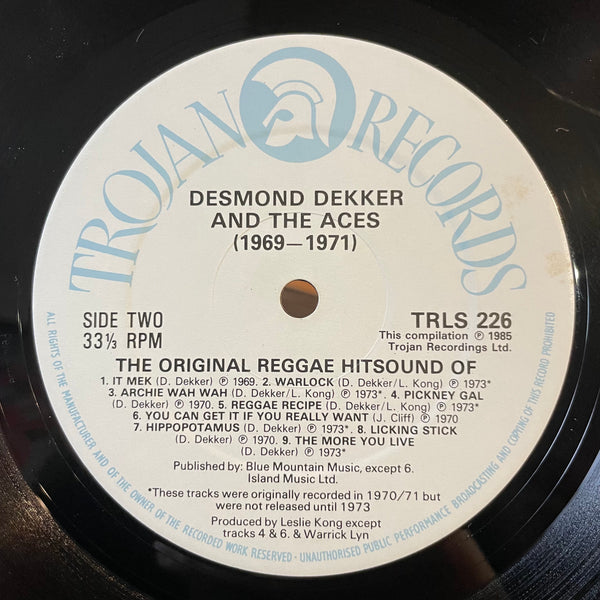 TROJAN RECORDS
DESMOND DEKKER
AND THE ACES
(1969—1971)
SIDE TWO
33⅓ RPM
TRLS 226
This compilation ℗ 1985
Trojan Recordings Ltd.
THE ORIGINAL REGGAE HITSOUND OF
1. IT MEK (D. Dekker) ℗ 1969. 2. WARLOCK (D. Dekker/L. Kong) ℗ 1973*
3. ARCHIE WAH WAH (D. Dekker/L. Kong) ℗ 1973*. 4. PICKNEY GAL
(D. Dekker) ℗ 1970. 5. REGGAE RECIPE (D. Dekker/L. Kong) ℗ 1973*
6. YOU CAN GET IT IF YOU REALLY WANT (J. Cliff) ℗ 1970
7. HIPPOPOTAMUS (D. Dekker) ℗ 1973*. 8. LICKING STICK
(D. Dekker) ℗ 1970. 9. THE MORE YOU LIVE
(D. Dekker) ℗ 1973*
Published by: Blue Mountain Music, except 6.
Island Music Ltd.
*These tracks were originally recorded in 1970/71 but
were not released until 1973
Produced by Leslie Kong except
tracks 4 & 6. & Warrick Lyn
ALL RIGHTS OF THE MANUFACTURER AND OF THE OWNER OF THE RECORDED WORK RESERVED - UNAUTHORISED PUBLIC PERFORMANCE BROADCASTING AND COPYING OF THIS RECORD PROHIBITED